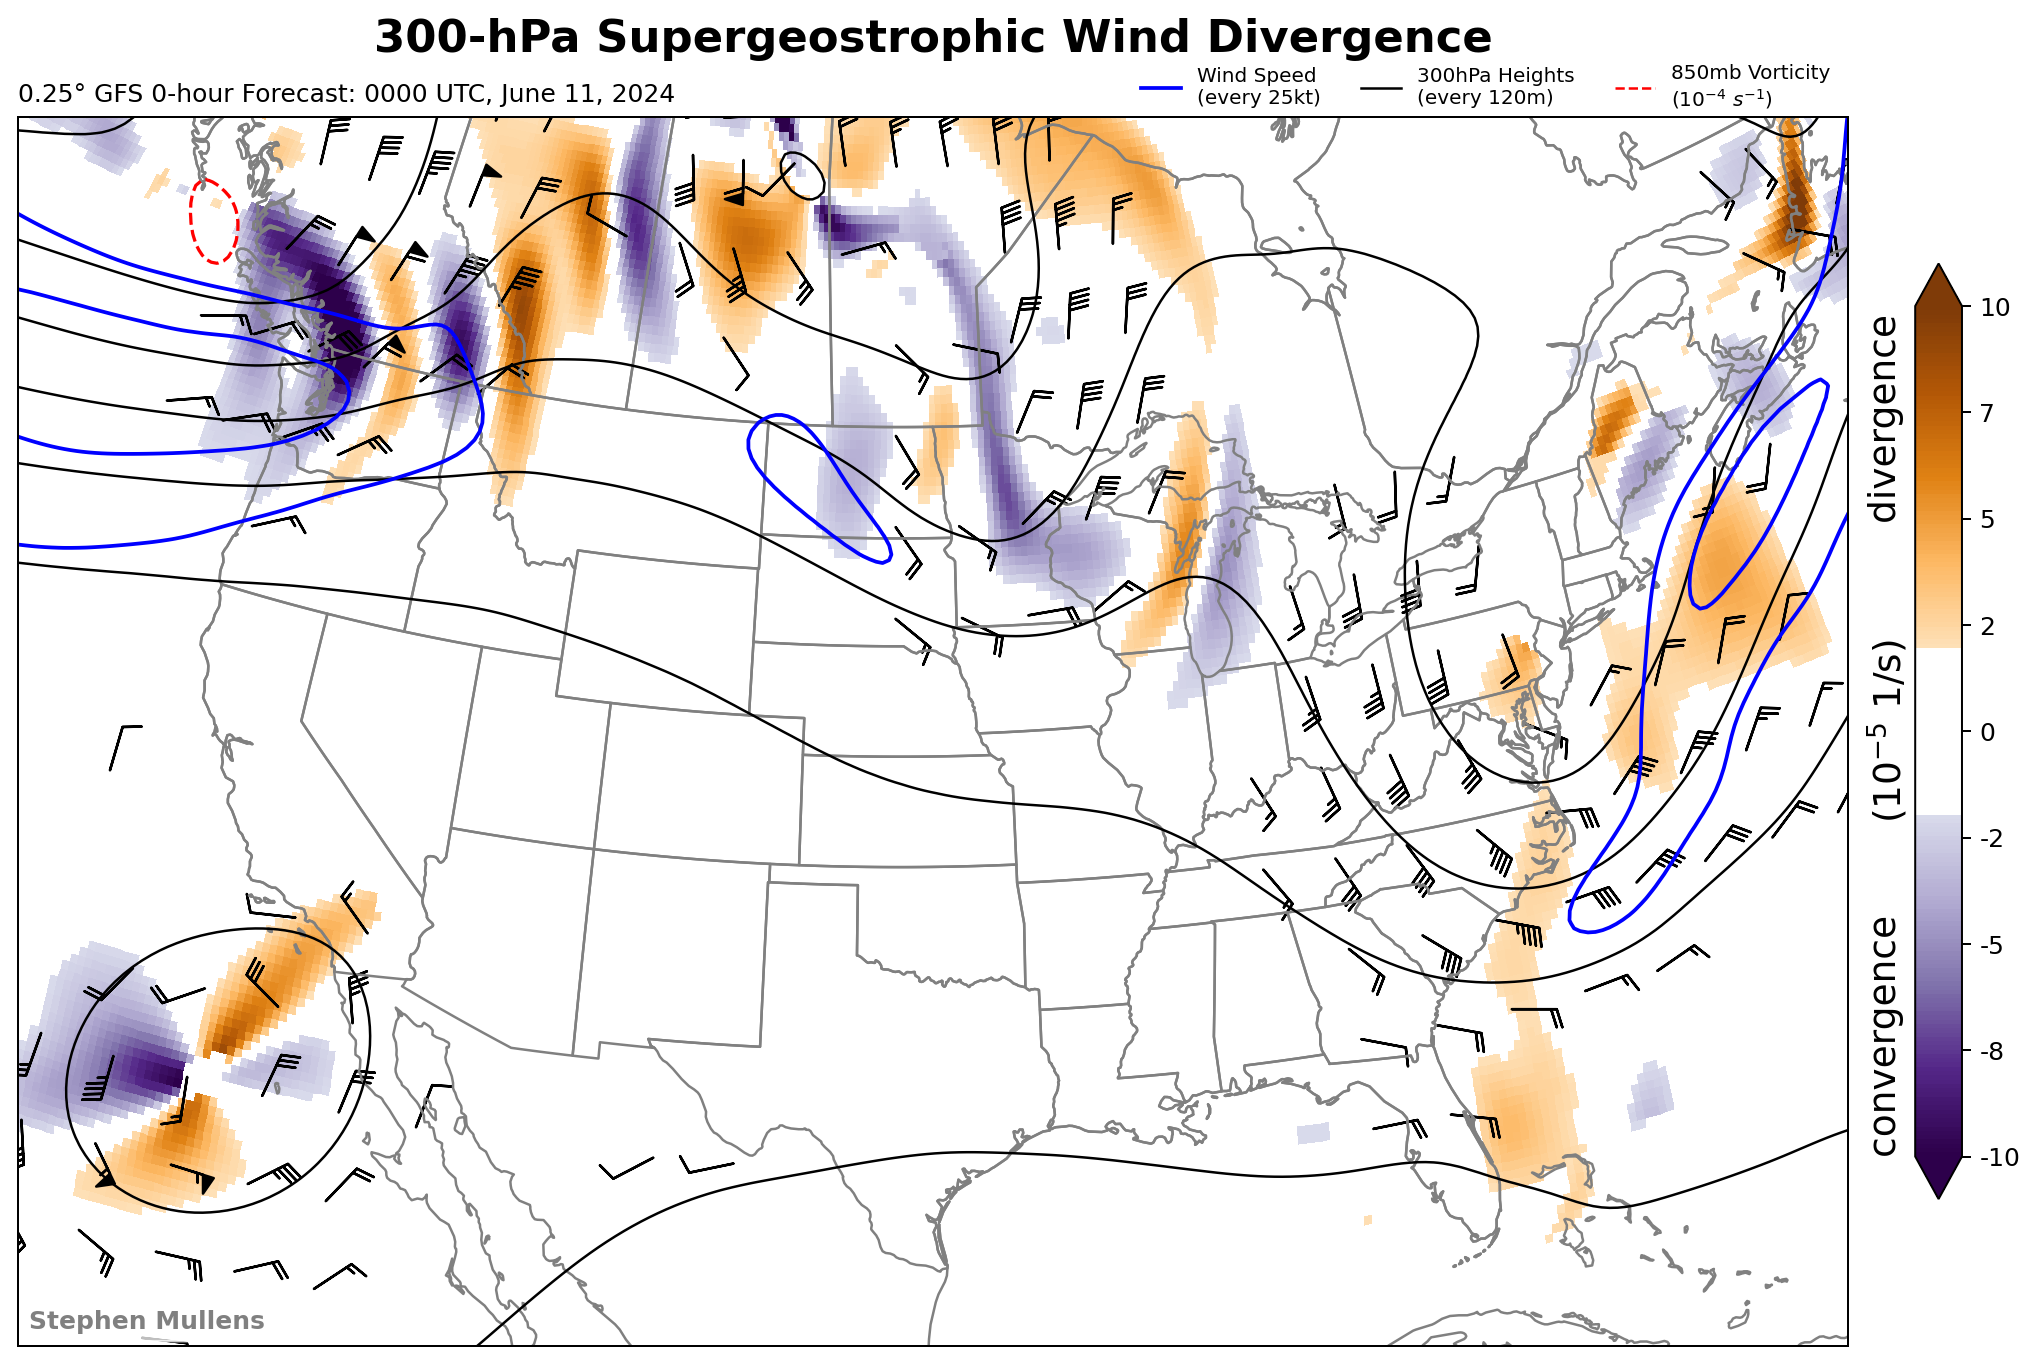 300-hPa Supergeostrophic Wind Divergence
0.25° GFS 0-hour Forecast: 0000 UTC, June 11, 2024
Wind Speed
(every 25kt)
300hPa Heights
(every 120m)
850mb Vorticity
(10⁻⁴ s⁻¹)
10
7
5
2
0
-2
-5
-8
-10
convergence (10⁻⁵ 1/s) divergence
Stephen Mullens